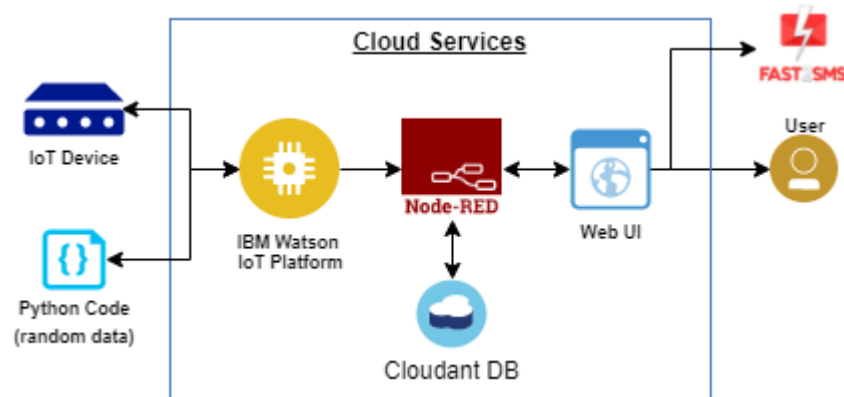 Cloud Services
FAST2SMS
IoT Device
User
Node-RED
Web UI
IBM Watson
IoT Platform
{}
Python Code
(random data)
Cloudant DB